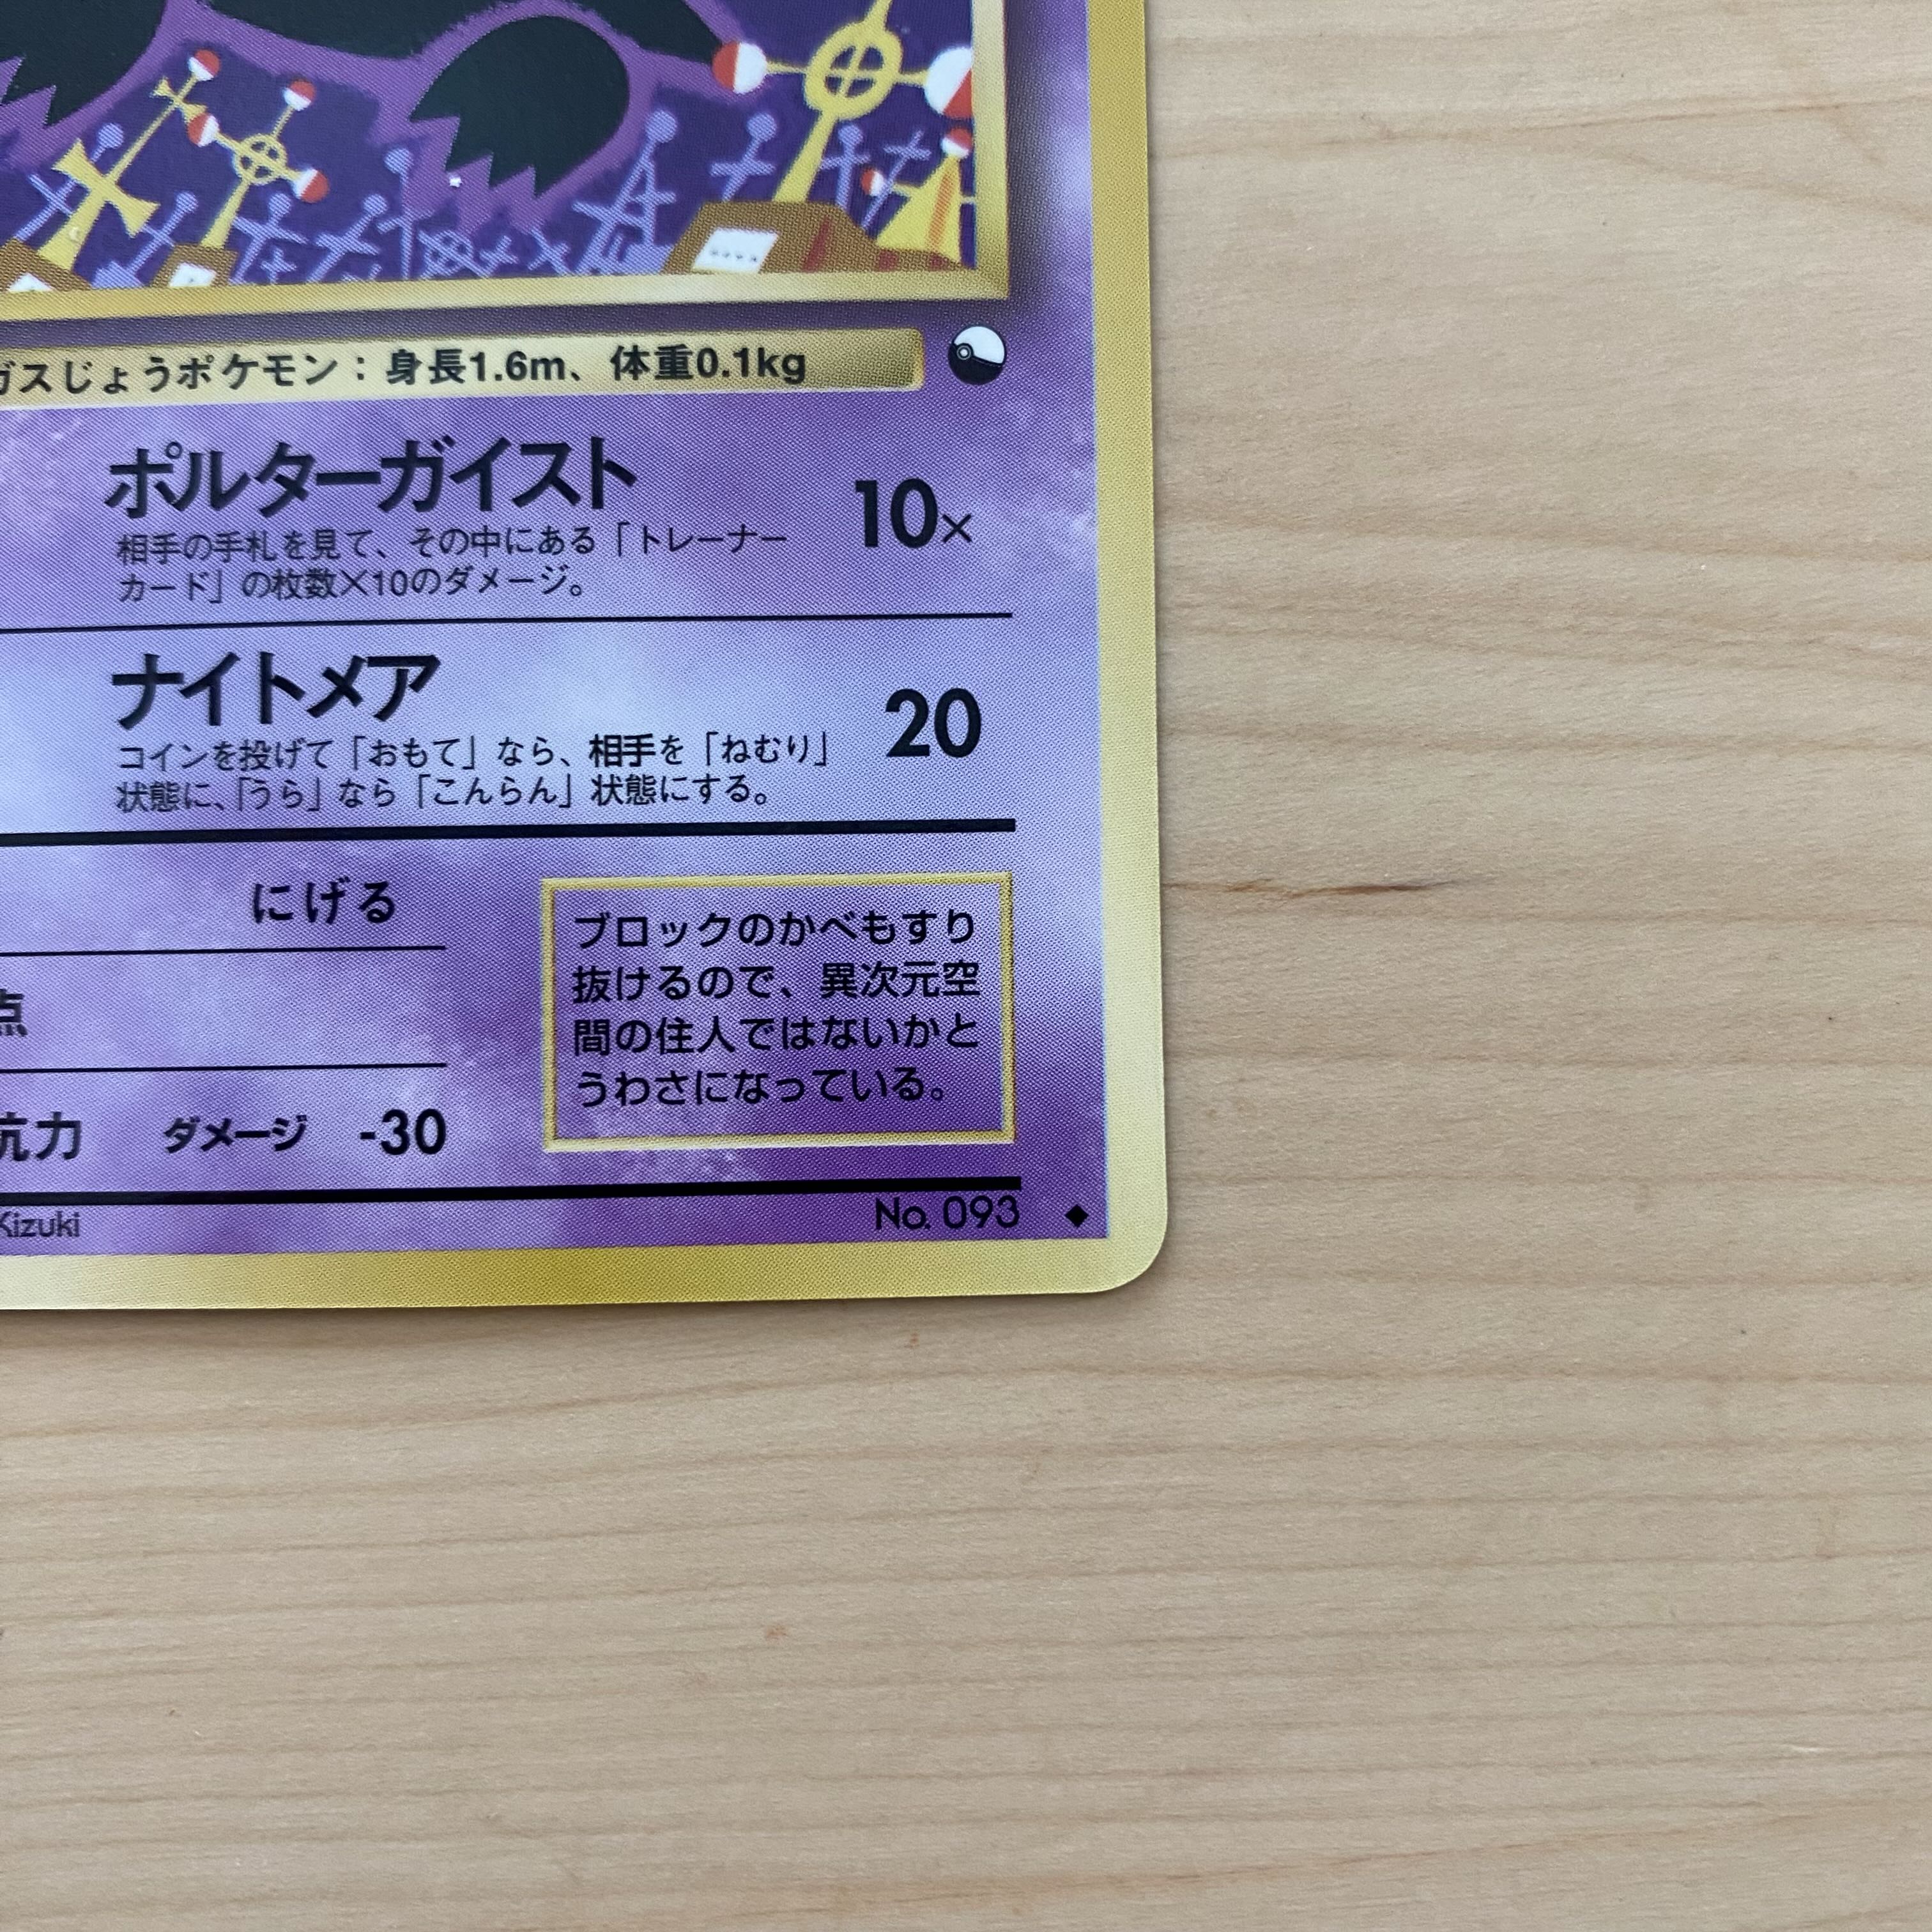 ガスじょうポケモン：身長1.6m、体重0.1kg
ポルターガイスト 10×
相手の手札を見て、その中にある「トレーナー
カード」の枚数×10のダメージ。
ナイトメア 20
コインを投げて「おもて」なら、相手を「ねむり」
状態に、「うら」なら「こんらん」状態にする。
にげる
点
抗力 ダメージ -30
ブロックのかべもすり
抜けるので、異次元空
間の住人ではないかと
うわさになっている。
Kizuki
No. 093 ◆